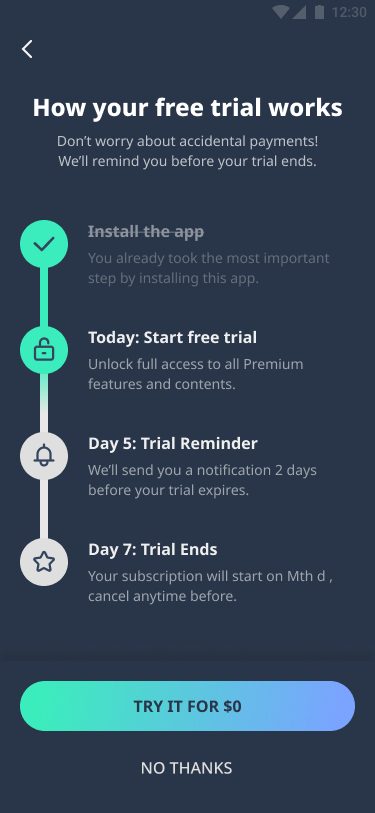 12:30
How your free trial works
Don’t worry about accidental payments!
We’ll remind you before your trial ends.
Install the app
You already took the most important
step by installing this app.
Today: Start free trial
Unlock full access to all Premium
features and contents.
Day 5: Trial Reminder
We’ll send you a notification 2 days
before your trial expires.
Day 7: Trial Ends
Your subscription will start on Mth d ,
cancel anytime before.
TRY IT FOR $0
NO THANKS